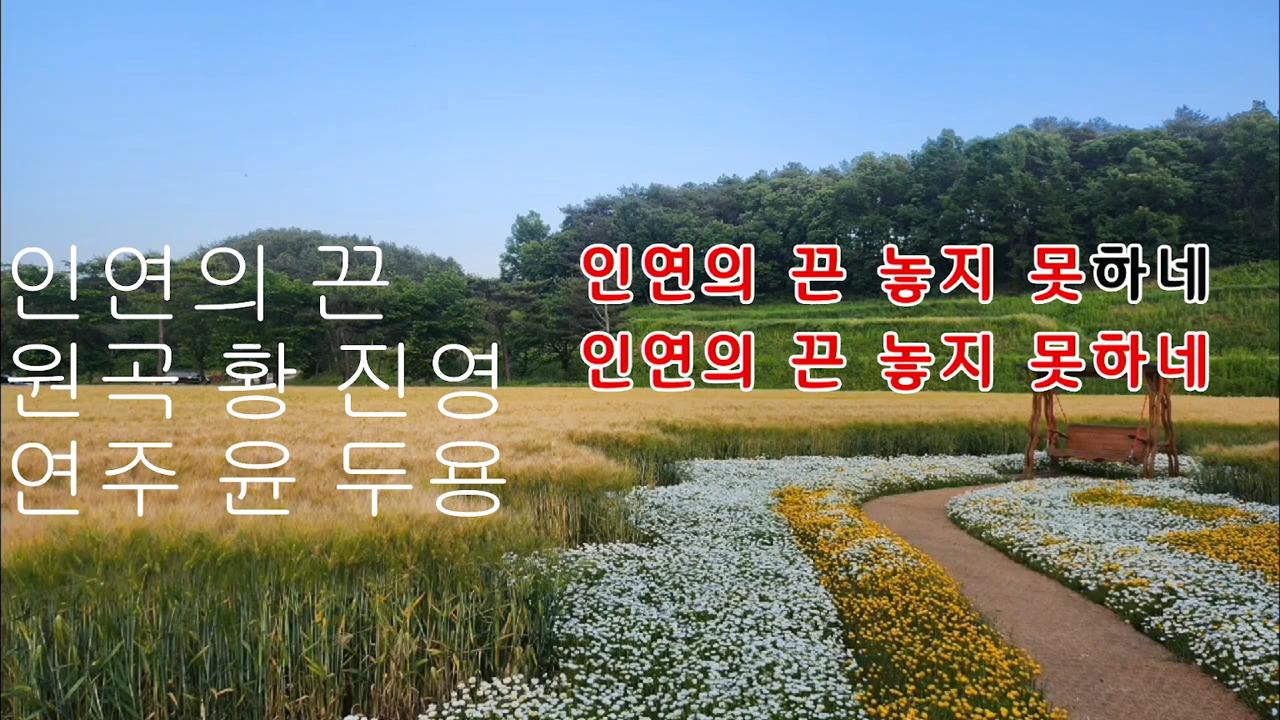 인연의 끈
원곡 황 진영
연주 윤 두용
인연의 끈 놓지 못하네
인연의 끈 놓지 못하네